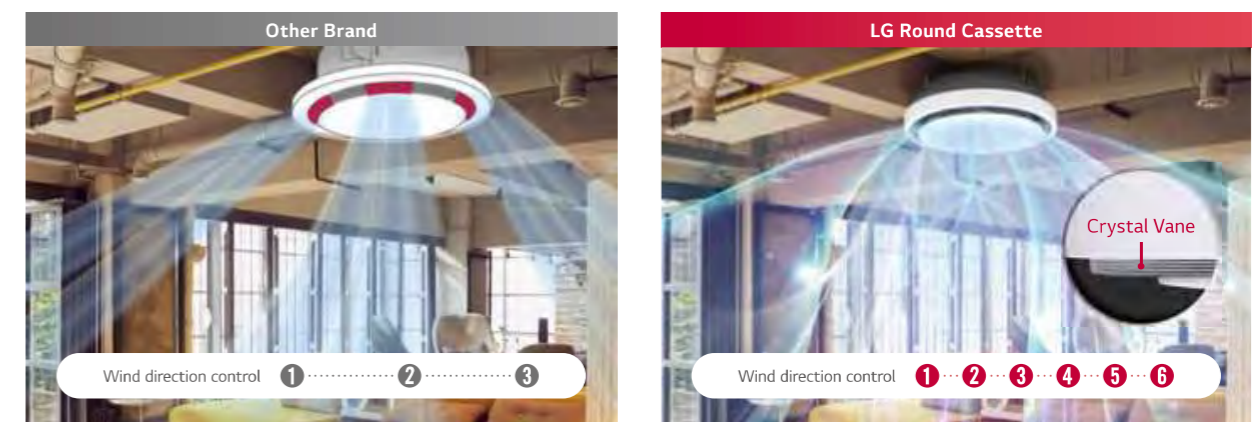 Other Brand
Wind direction control 1 2 3
LG Round Cassette
Crystal Vane
Wind direction control 1 2 3 4 5 6